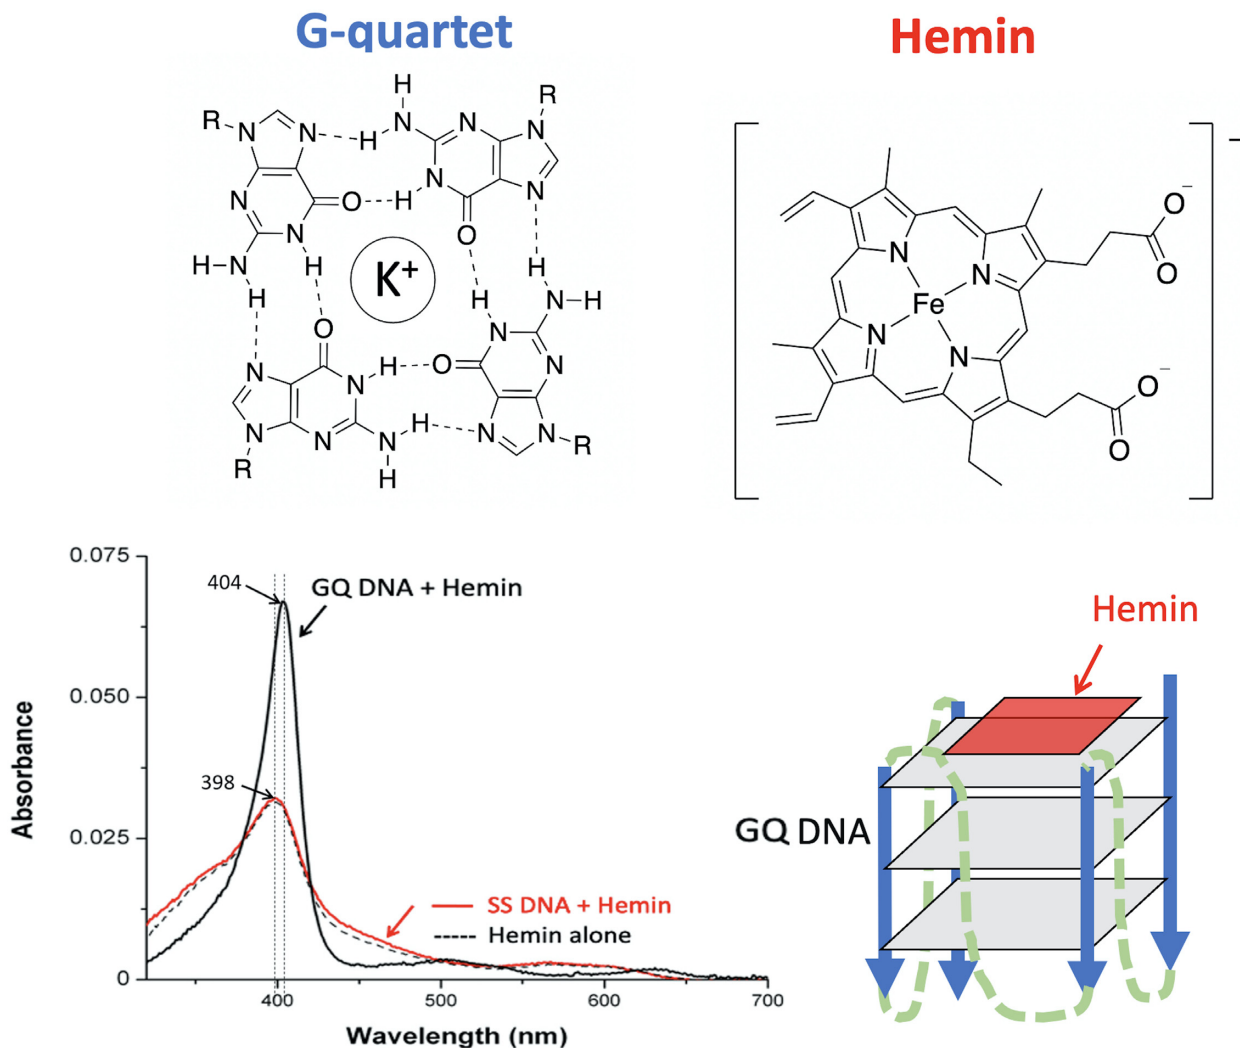 G-quartet
Hemin
R
N
N
H
H
N
N
N
R
N
O
H
N
N
N
H
N
H
O
H
N
H
K⁺
H
N
H
O
N
N
H
O
N
N
N
H
N
N
N
H
N
R
R
H
O⁻
O
N
N
Fe
N
N
O⁻
O
−
0.075
404
GQ DNA + Hemin
0.050
Absorbance
398
0.025
SS DNA + Hemin
Hemin alone
0
400
500
600
700
Wavelength (nm)
Hemin
GQ DNA